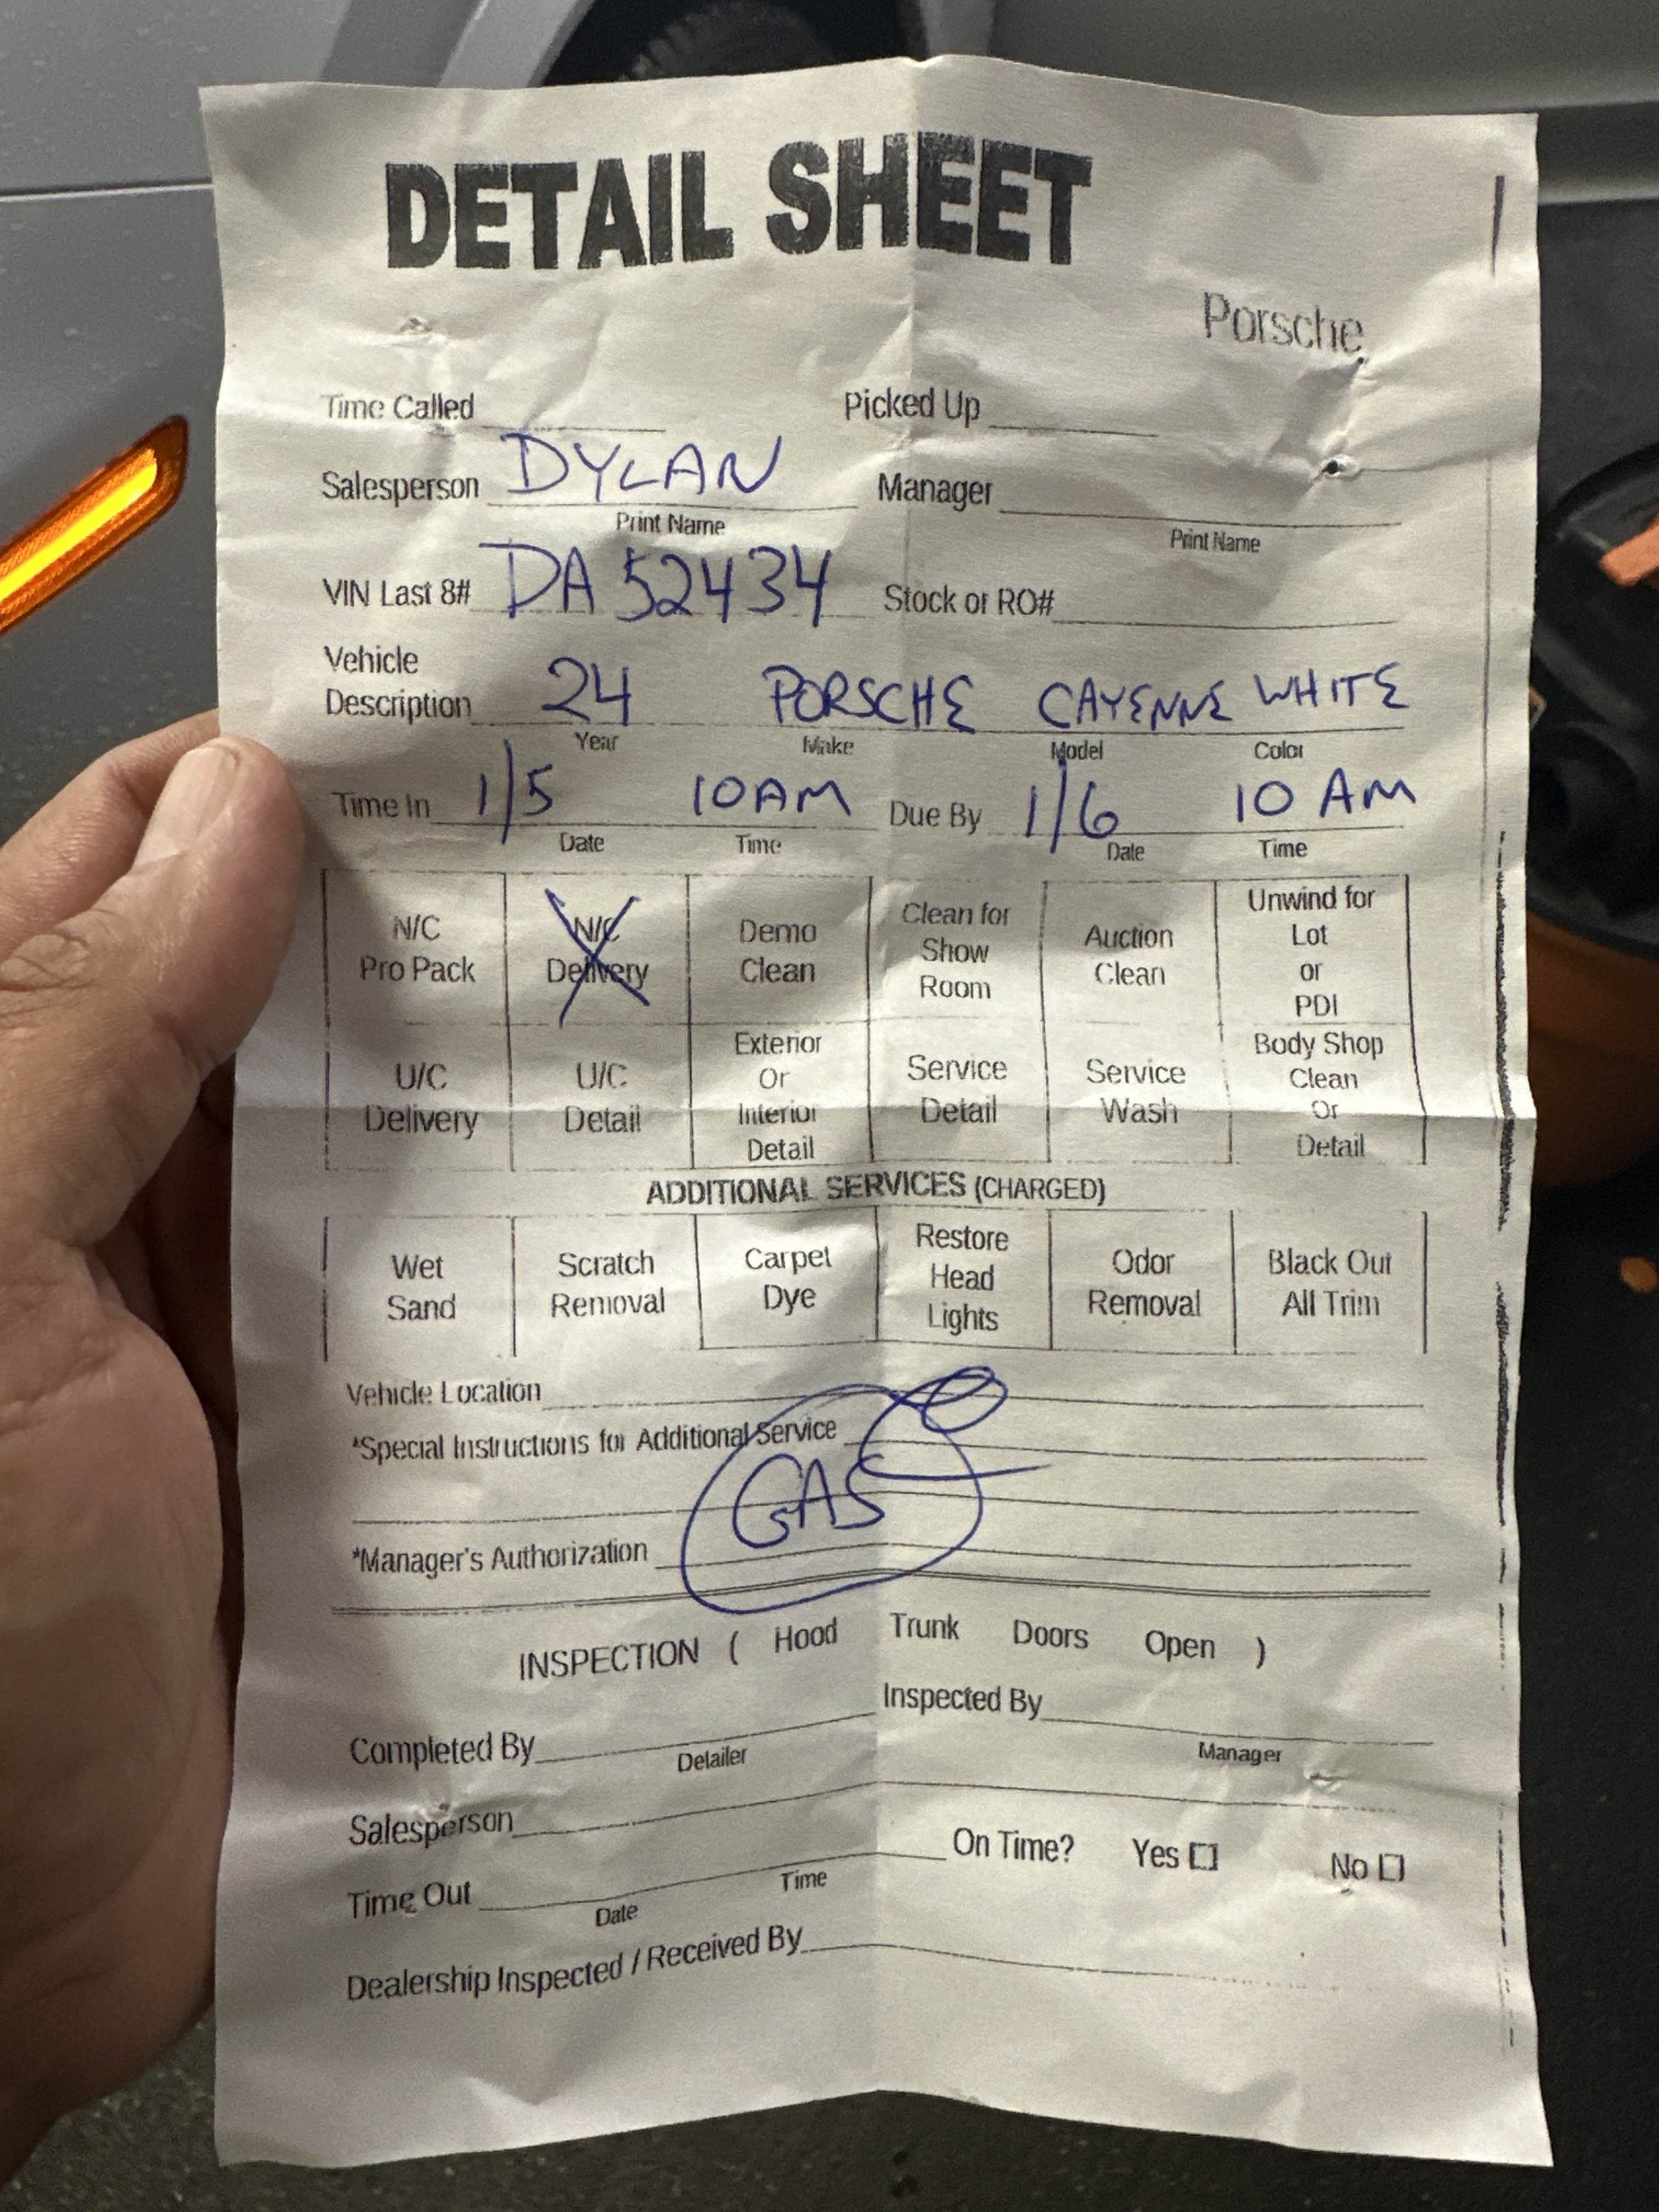 DETAIL SHEET
Porsche
Time Called Picked Up
Salesperson DYLAN Manager
Print Name Print Name
VIN Last 8# DA52434 Stock or RO#
Vehicle
Description 24 PORSCHE CAYENNE WHITE
Year Make Model Color
Time In 1/5 10AM Due By 1/6 10 AM
Date Time Date Time
N/C Pro Pack
N/C Delivery
Demo Clean
Clean for Show Room
Auction Clean
Unwind for Lot or PDI
U/C Delivery
U/C Detail
Exterior Or Interior Detail
Service Detail
Service Wash
Body Shop Clean Or Detail
ADDITIONAL SERVICES (CHARGED)
Wet Sand
Scratch Removal
Carpet Dye
Restore Head Lights
Odor Removal
Black Out All Trim
Vehicle Location
*Special Instructions for Additional Service
GAS
*Manager's Authorization
INSPECTION ( Hood Trunk Doors Open )
Completed By Inspected By
Detailer Manager
Salesperson
On Time? Yes No
Time Out
Date Time
Dealership Inspected / Received By